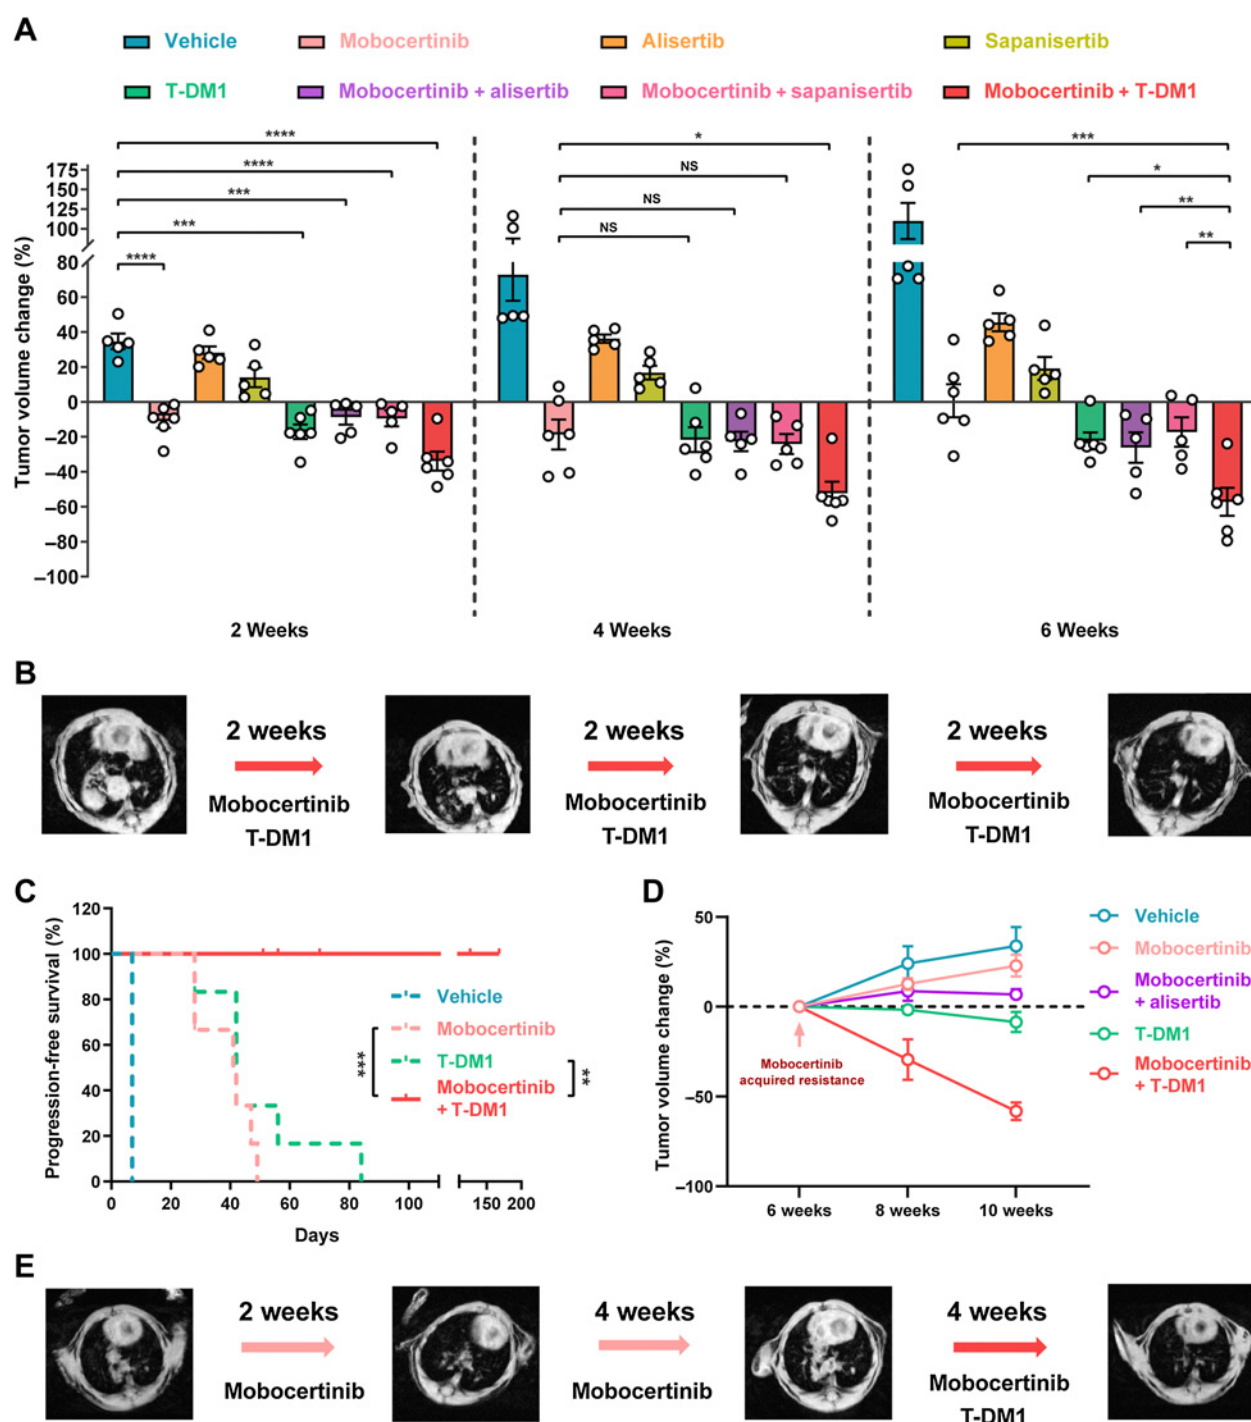 A
Vehicle Mobocertinib Alisertib Sapanisertib
T-DM1 Mobocertinib + alisertib Mobocertinib + sapanisertib Mobocertinib + T-DM1
**** * ***
**** NS *
*** NS **
*** NS **
****
Tumor volume change (%)
175
150
125
100
80
60
40
20
0
–20
–40
–60
–80
–100
2 Weeks 4 Weeks 6 Weeks
B
2 weeks 2 weeks 2 weeks
Mobocertinib Mobocertinib Mobocertinib
T-DM1 T-DM1 T-DM1
C
Progression-free survival (%)
120
100
80
60
40
20
0
0 20 40 60 80 100 150 200
Days
Vehicle
Mobocertinib
T-DM1
Mobocertinib
+ T-DM1
***
**
D
Tumor volume change (%)
50
0
–50
–100
6 weeks 8 weeks 10 weeks
Mobocertinib
acquired resistance
Vehicle
Mobocertinib
Mobocertinib
+ alisertib
T-DM1
Mobocertinib
+ T-DM1
E
2 weeks 4 weeks 4 weeks
Mobocertinib Mobocertinib Mobocertinib
T-DM1